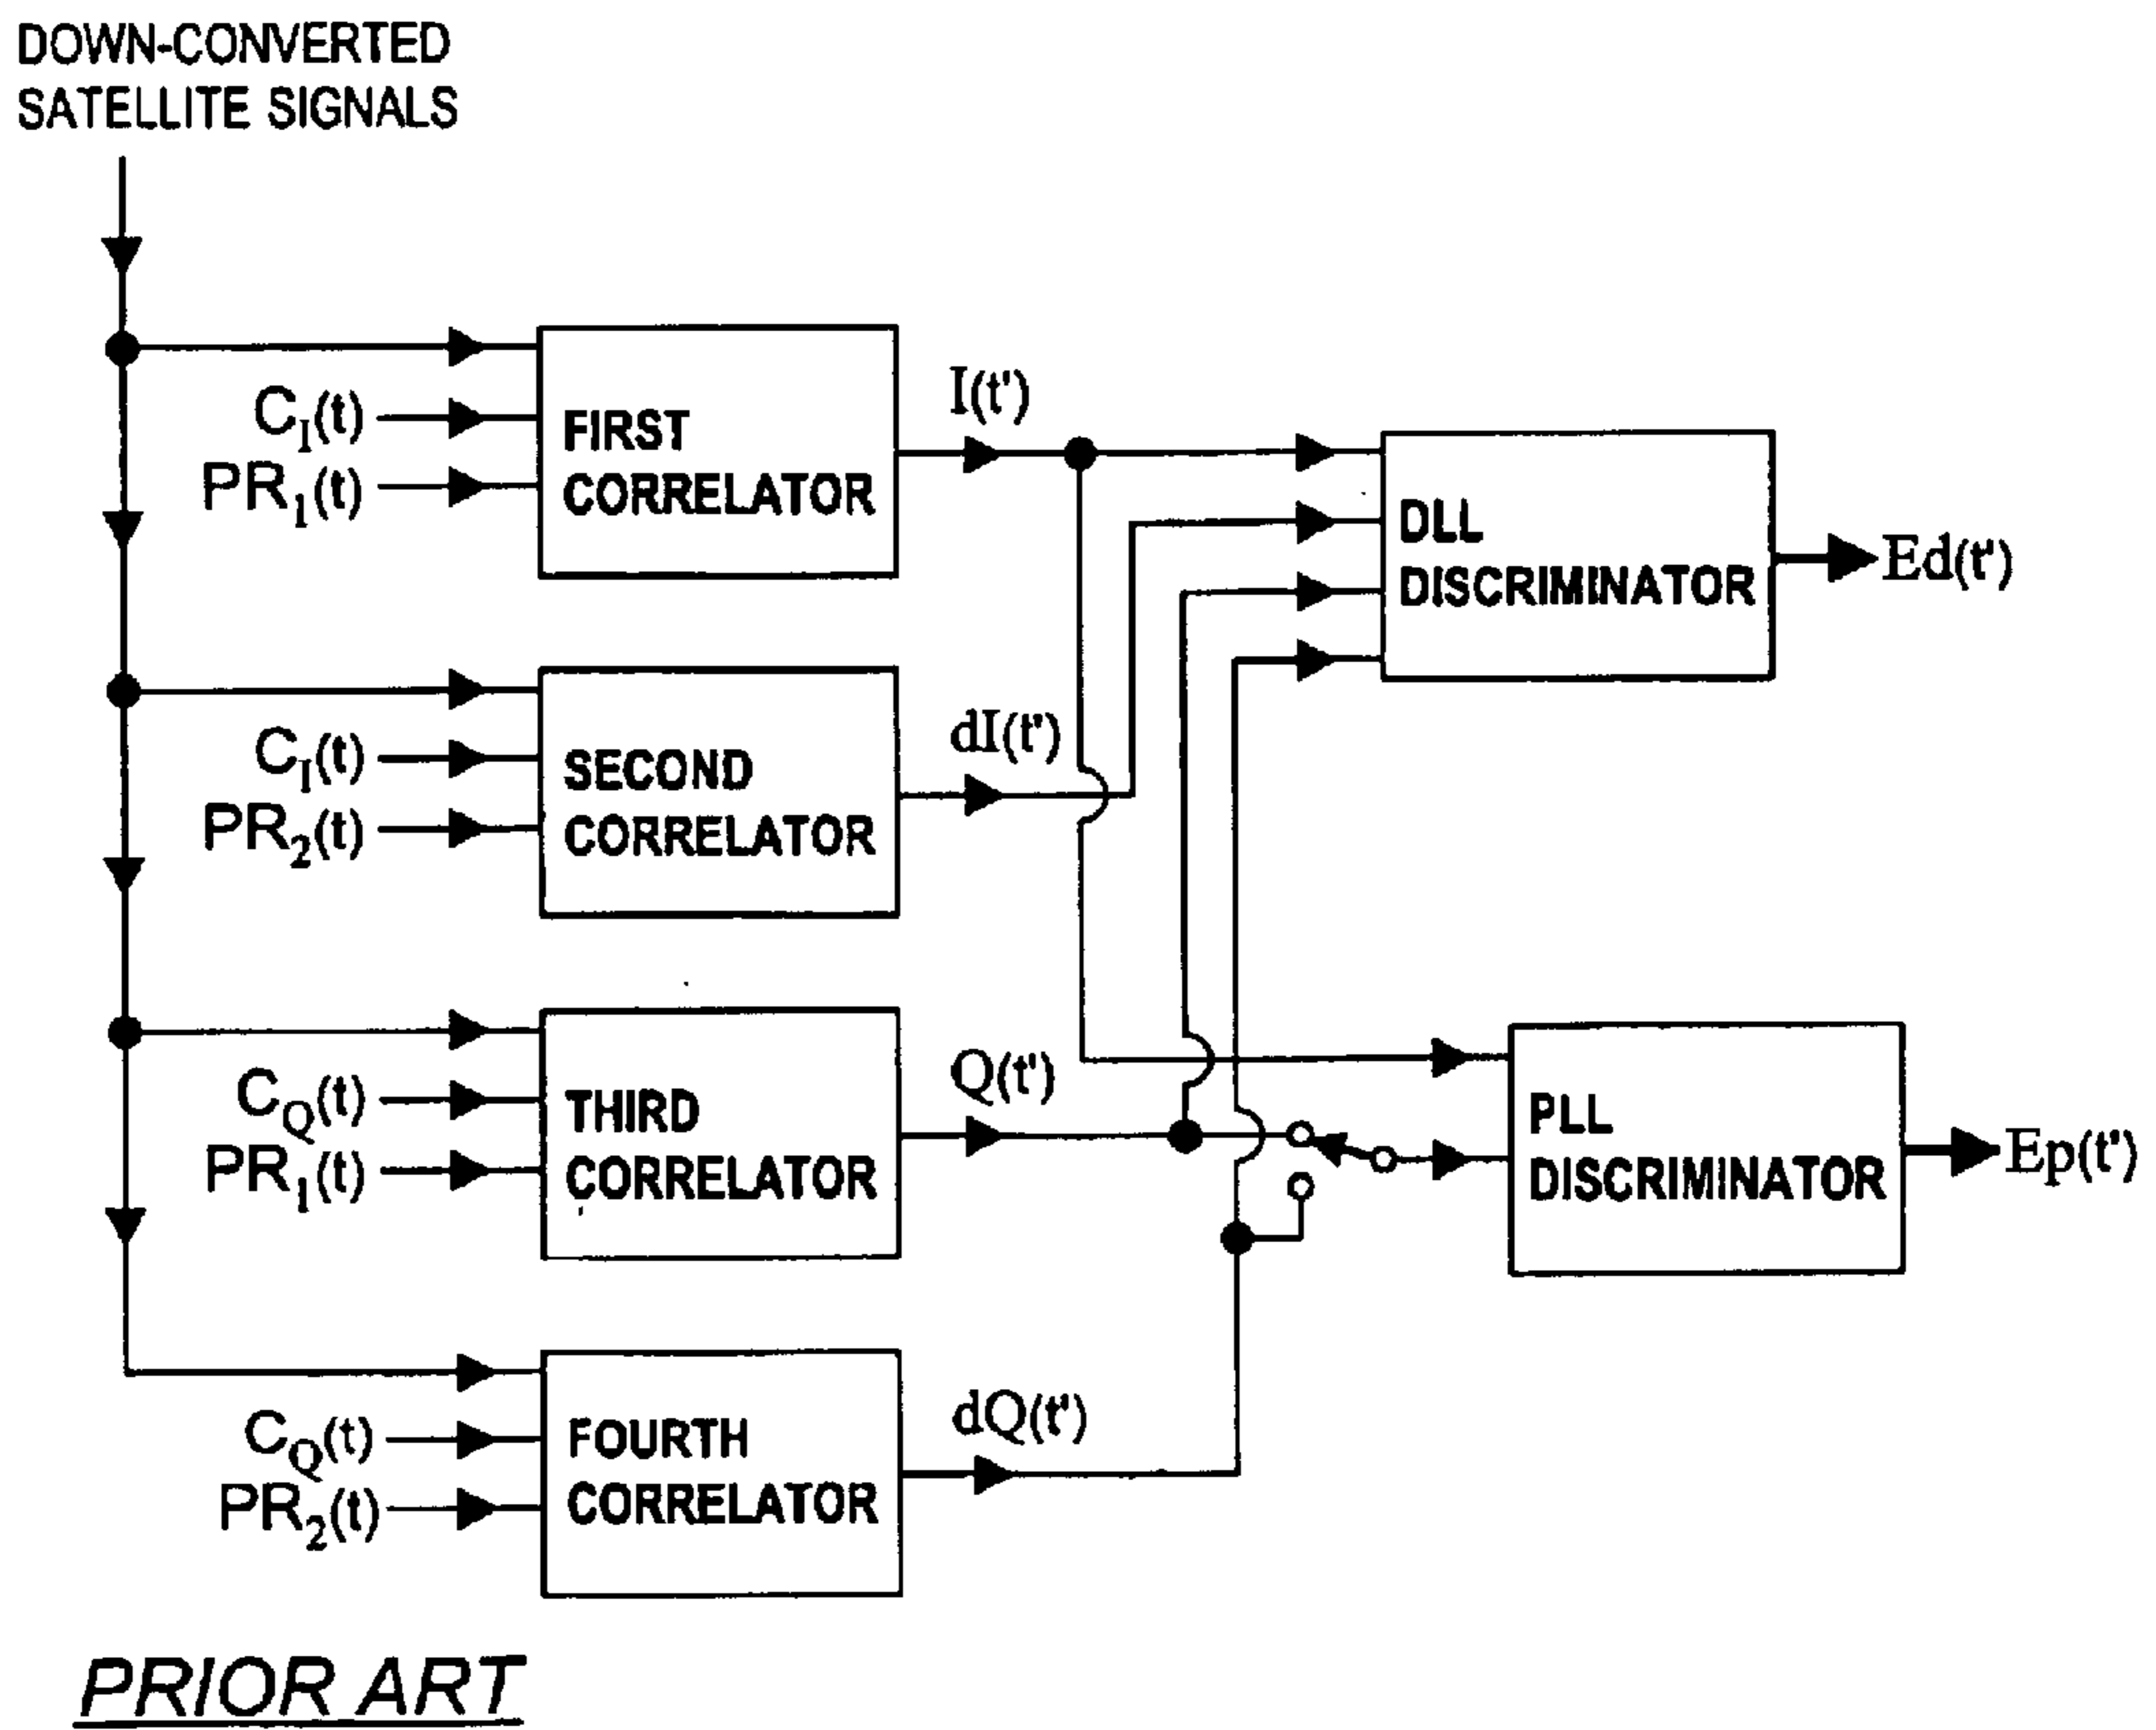 DOWN-CONVERTED
SATELLITE SIGNALS
C_I(t)
PR_1(t)
FIRST
CORRELATOR
I(t')
DLL
DISCRIMINATOR
Ed(t')
C_I(t)
PR_2(t)
SECOND
CORRELATOR
dI(t')
C_Q(t)
PR_1(t)
THIRD
CORRELATOR
Q(t')
PLL
DISCRIMINATOR
Ep(t')
C_Q(t)
PR_2(t)
FOURTH
CORRELATOR
dQ(t')
PRIOR ART